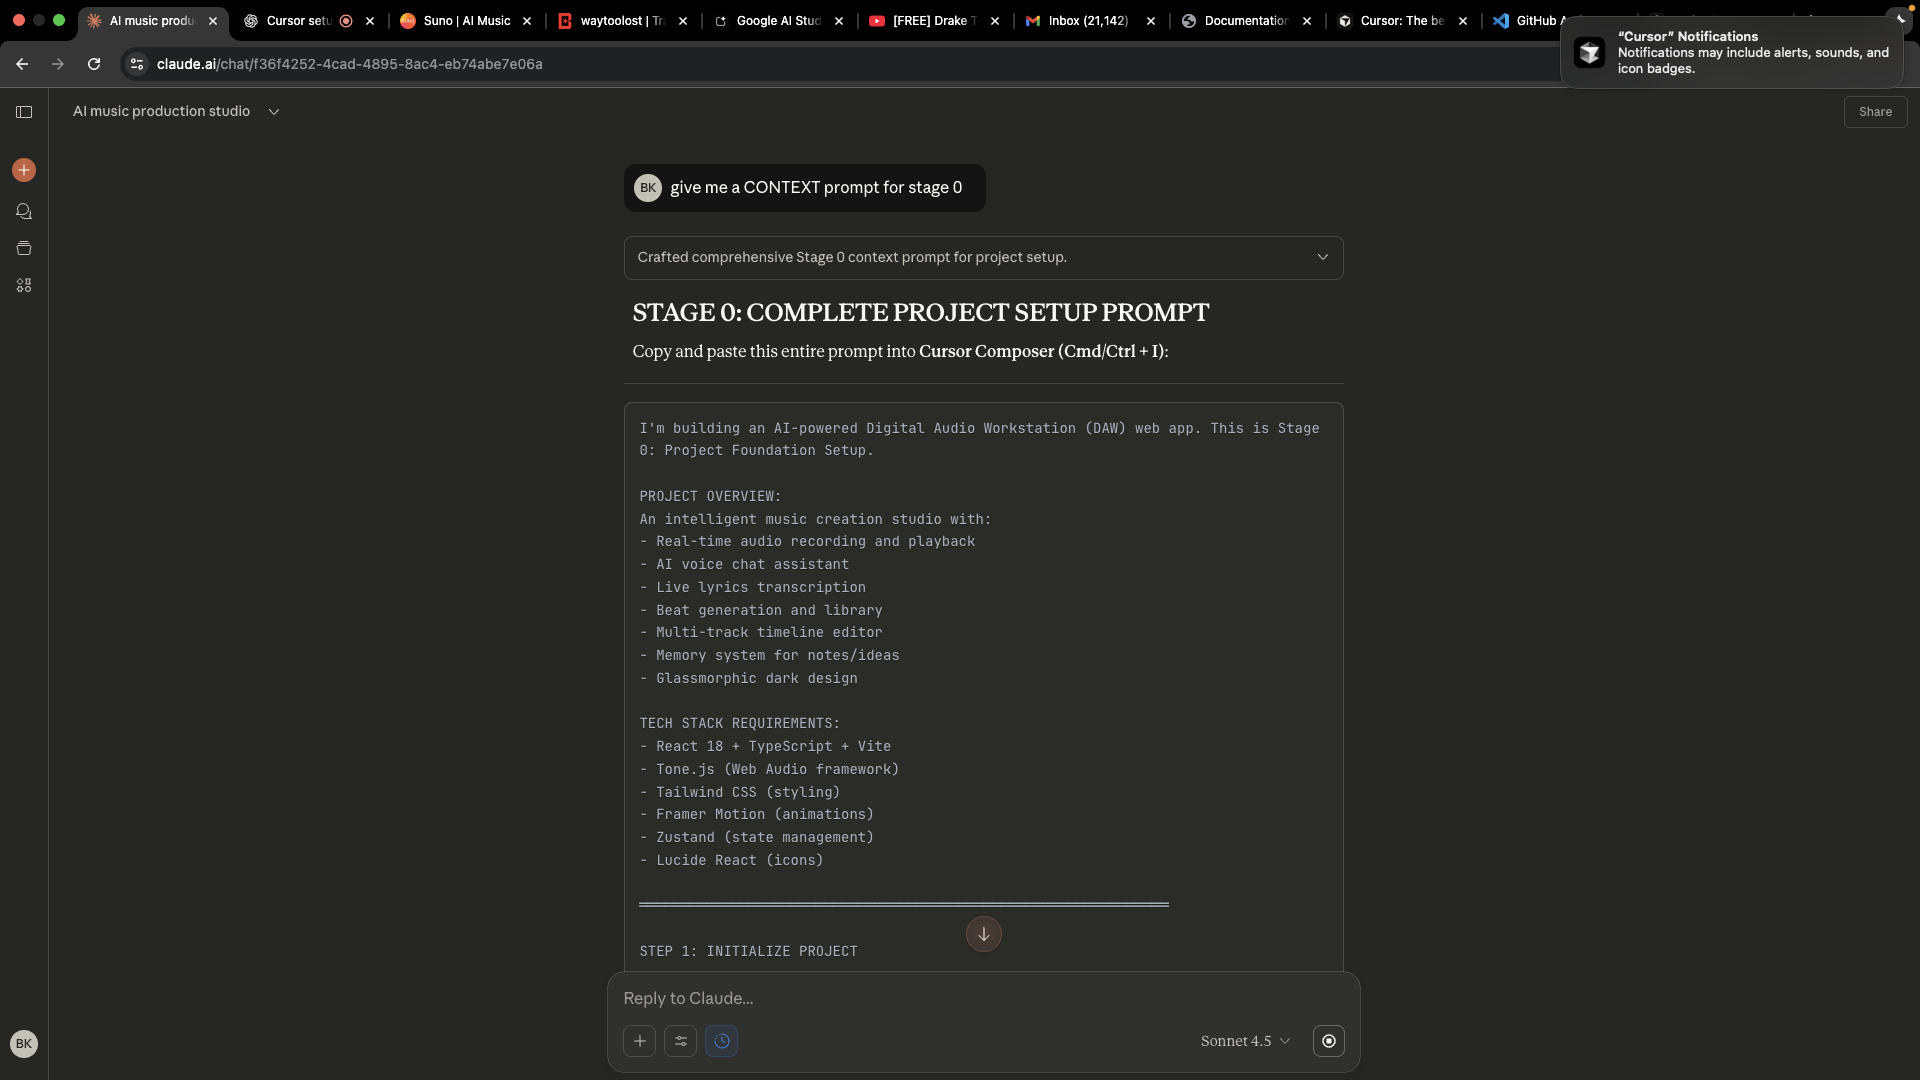 AI music produ
Cursor setu
Suno | AI Music
waytoolost | Tra
Google AI Stud
[FREE] Drake T
Inbox (21,142)
Documentation
Cursor: The be
GitHub
"Cursor" Notifications
Notifications may include alerts, sounds, and
icon badges.
claude.ai/chat/f36f4252-4cad-4895-8ac4-eb74abe7e06a
AI music production studio
Share
BK give me a CONTEXT prompt for stage 0
Crafted comprehensive Stage 0 context prompt for project setup.
STAGE 0: COMPLETE PROJECT SETUP PROMPT
Copy and paste this entire prompt into Cursor Composer (Cmd/Ctrl + I):
I'm building an AI-powered Digital Audio Workstation (DAW) web app. This is Stage
0: Project Foundation Setup.
PROJECT OVERVIEW:
An intelligent music creation studio with:
- Real-time audio recording and playback
- AI voice chat assistant
- Live lyrics transcription
- Beat generation and library
- Multi-track timeline editor
- Memory system for notes/ideas
- Glassmorphic dark design
TECH STACK REQUIREMENTS:
- React 18 + TypeScript + Vite
- Tone.js (Web Audio framework)
- Tailwind CSS (styling)
- Framer Motion (animations)
- Zustand (state management)
- Lucide React (icons)
STEP 1: INITIALIZE PROJECT
Reply to Claude...
Sonnet 4.5
BK